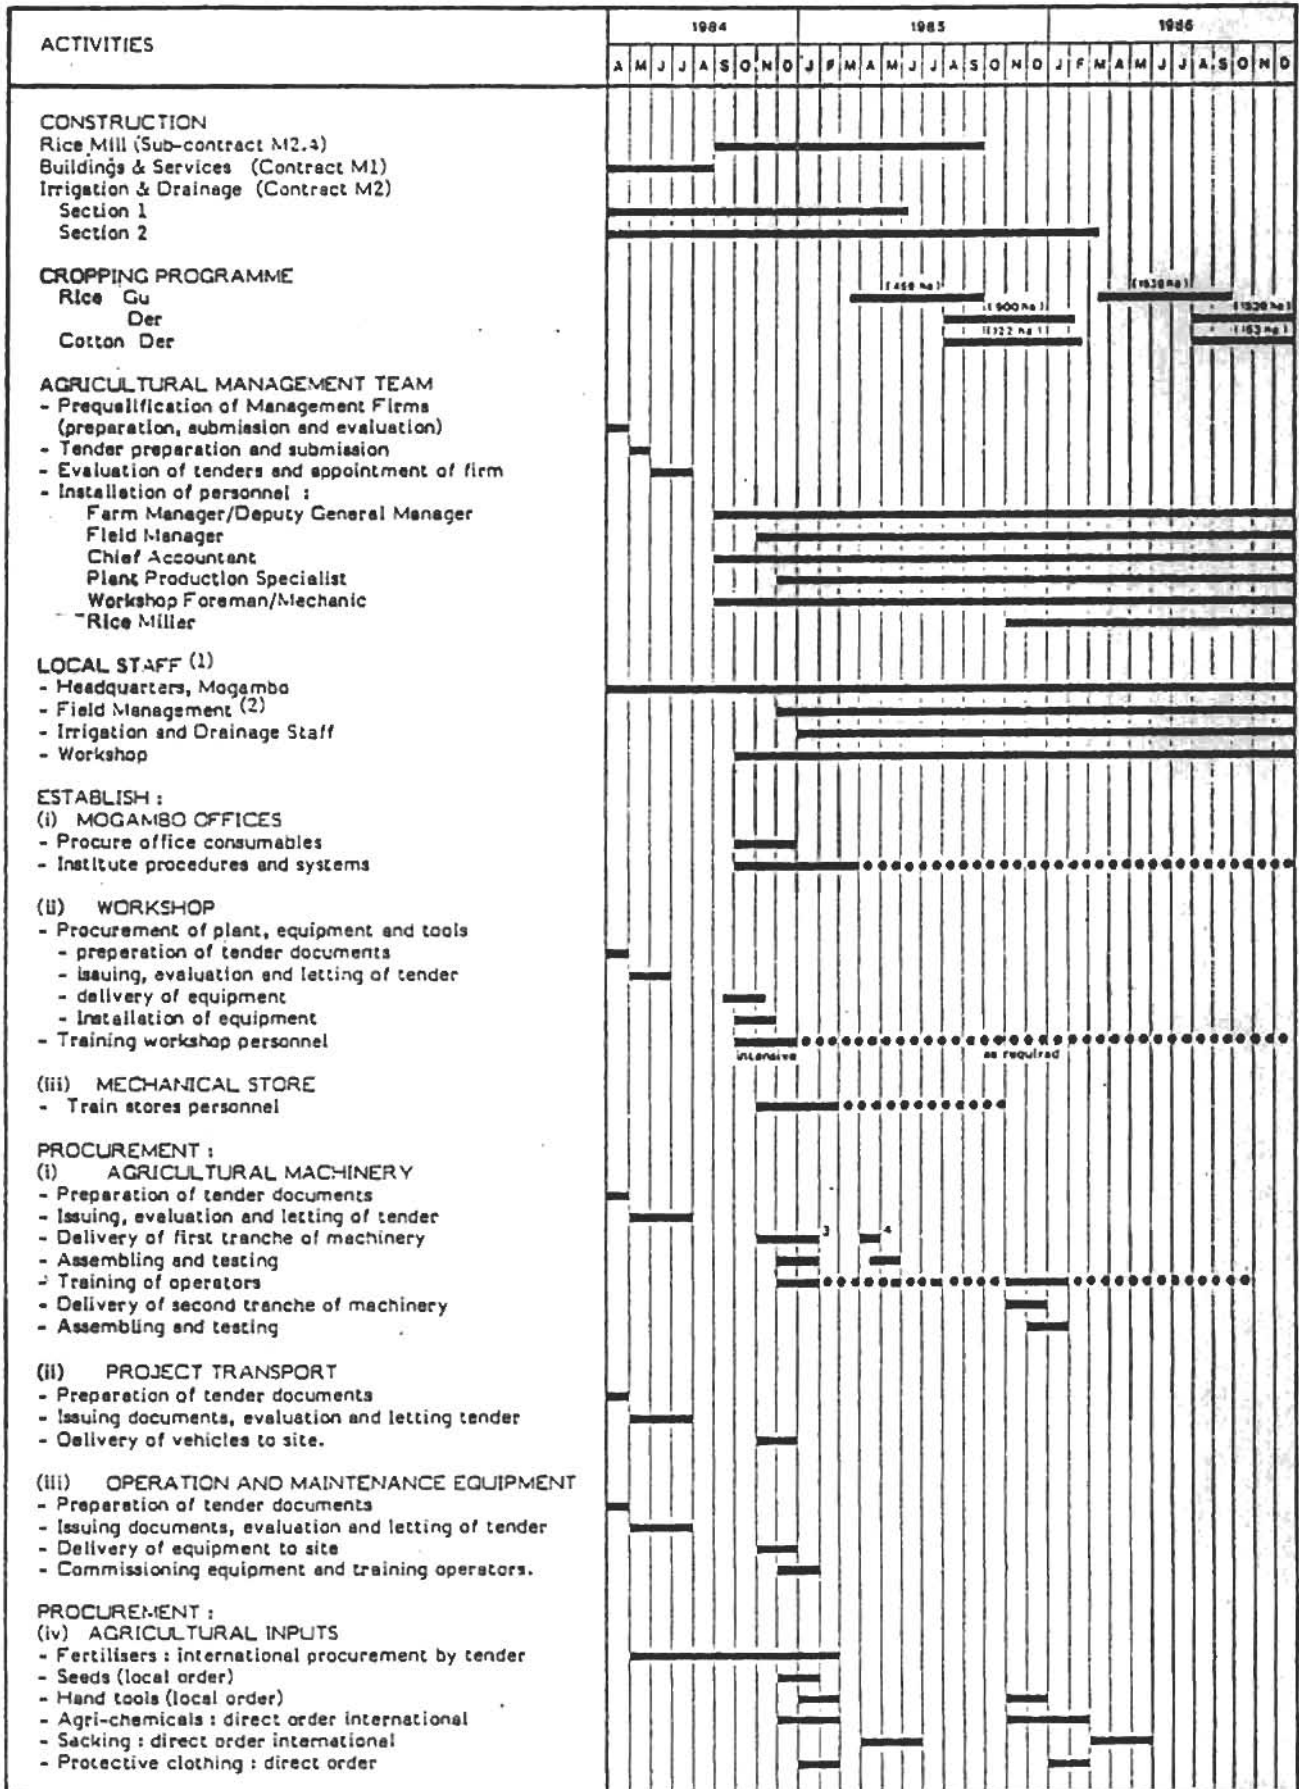 ACTIVITIES
1984 1985 1986
A M J J A S O N D J F M A M J J A S O N D J F M A M J J A S O N D
CONSTRUCTION
Rice Mill (Sub-contract M2.4)
Buildings & Services (Contract M1)
Irrigation & Drainage (Contract M2)
Section 1
Section 2
CROPPING PROGRAMME
Rice Gu
Der
(900 ha)
Cotton Der
(122 ha) (163 ha)
AGRICULTURAL MANAGEMENT TEAM
- Prequalification of Management Firms
(preparation, submission and evaluation)
- Tender preparation and submission
- Evaluation of tenders and appointment of firm
- Installation of personnel :
Farm Manager/Deputy General Manager
Field Manager
Chief Accountant
Plant Production Specialist
Workshop Foreman/Mechanic
Rice Miller
LOCAL STAFF (1)
- Headquarters, Mogambo
- Field Management (2)
- Irrigation and Drainage Staff
- Workshop
ESTABLISH :
(i) MOGAMBO OFFICES
- Procure office consumables
- Institute procedures and systems
(ii) WORKSHOP
- Procurement of plant, equipment and tools
- preparation of tender documents
- issuing, evaluation and letting of tender
- delivery of equipment
- Installation of equipment
- Training workshop personnel
intensive as required
(iii) MECHANICAL STORE
- Train stores personnel
PROCUREMENT :
(i) AGRICULTURAL MACHINERY
- Preparation of tender documents
- Issuing, evaluation and letting of tender
- Delivery of first tranche of machinery 3 4
- Assembling and testing
- Training of operators
- Delivery of second tranche of machinery
- Assembling and testing
(ii) PROJECT TRANSPORT
- Preparation of tender documents
- Issuing documents, evaluation and letting tender
- Delivery of vehicles to site.
(iii) OPERATION AND MAINTENANCE EQUIPMENT
- Preparation of tender documents
- Issuing documents, evaluation and letting of tender
- Delivery of equipment to site
- Commissioning equipment and training operators.
PROCUREMENT :
(iv) AGRICULTURAL INPUTS
- Fertilisers : international procurement by tender
- Seeds (local order)
- Hand tools (local order)
- Agri-chemicals : direct order international
- Sacking : direct order international
- Protective clothing : direct order